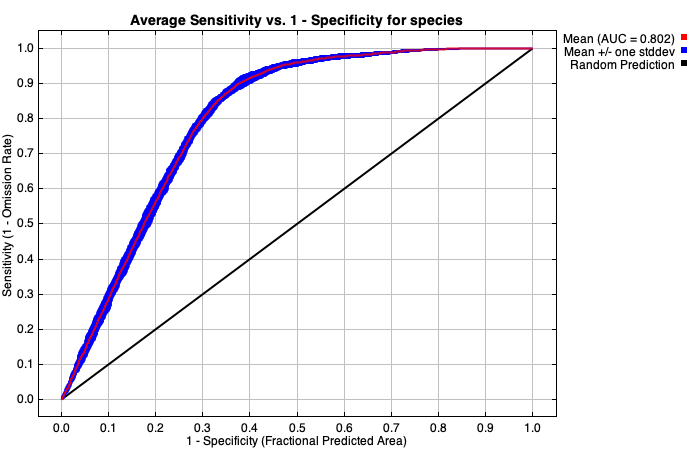 Average Sensitivity vs. 1 - Specificity for species
Mean (AUC = 0.802)
Mean +/- one stddev
Random Prediction
Sensitivity (1 - Omission Rate)
1.0
0.9
0.8
0.7
0.6
0.5
0.4
0.3
0.2
0.1
0.0
0.0 0.1 0.2 0.3 0.4 0.5 0.6 0.7 0.8 0.9 1.0
1 - Specificity (Fractional Predicted Area)